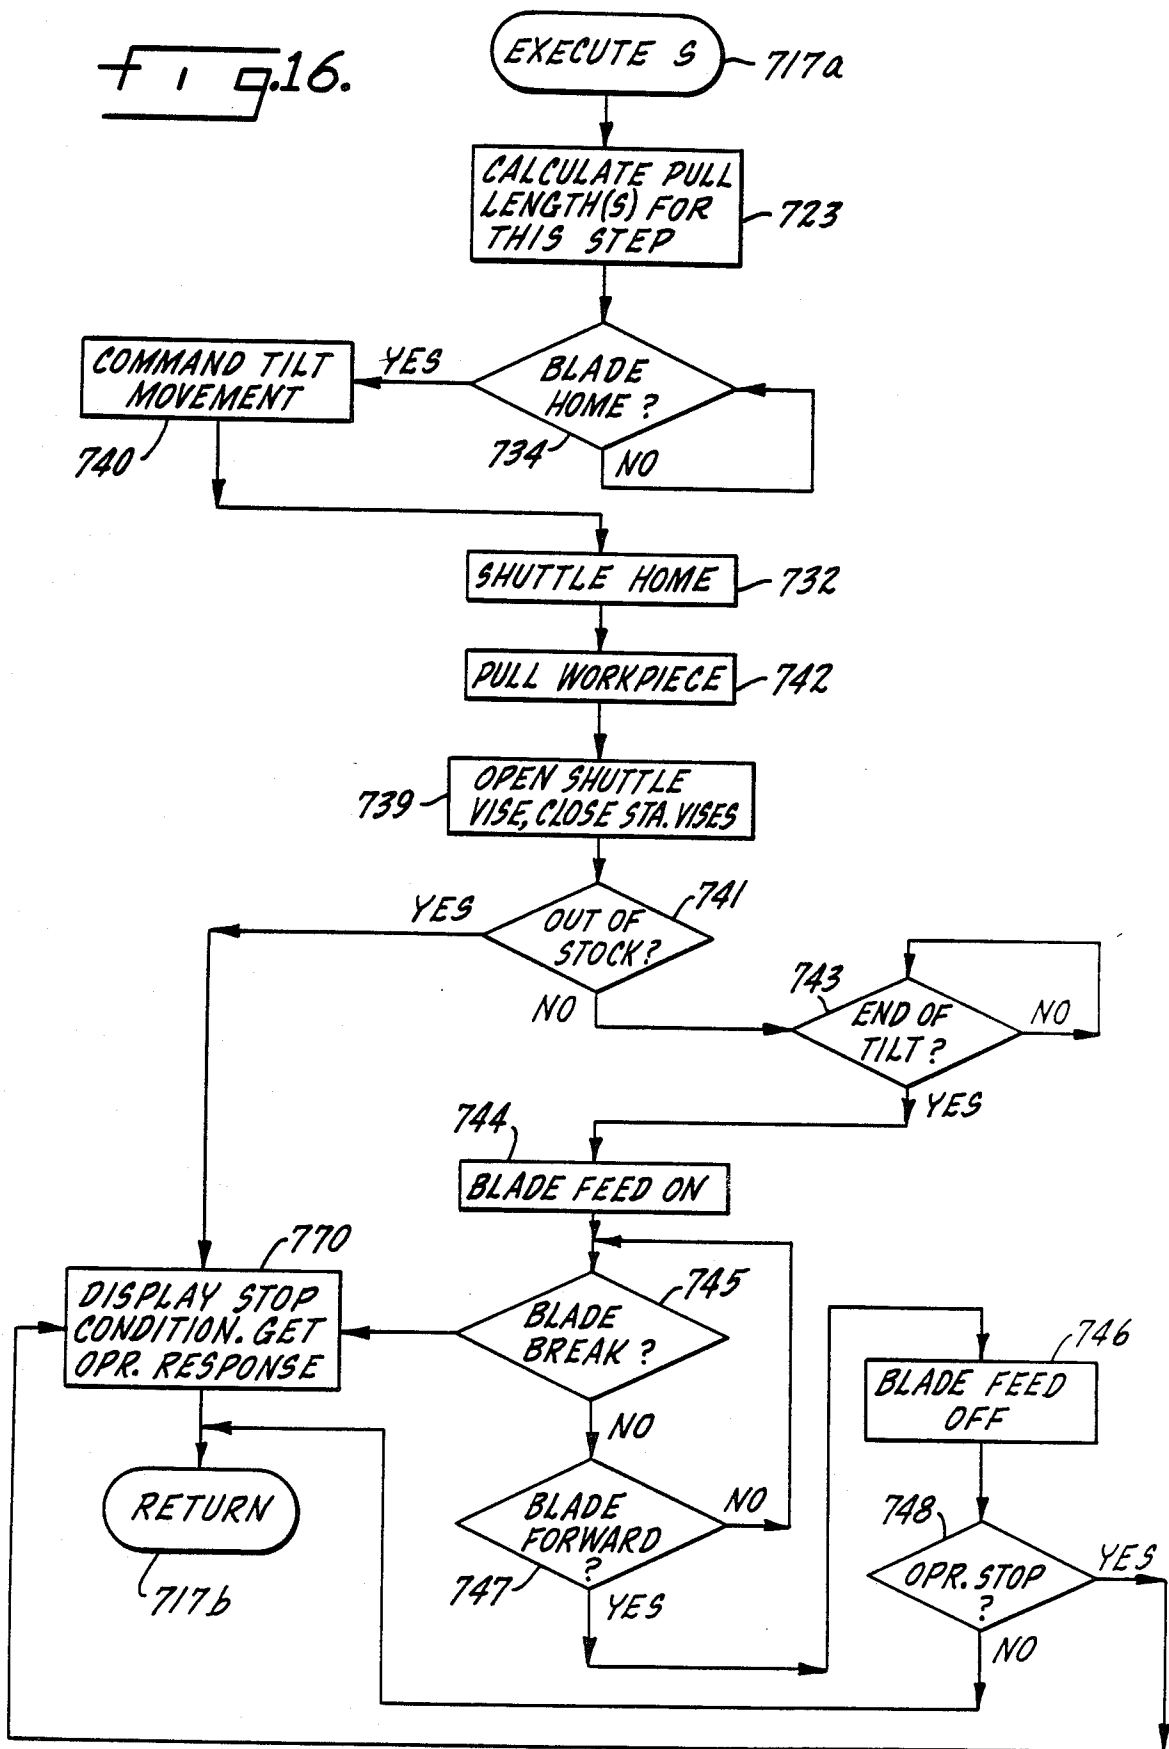 Fig. 16.
EXECUTE S
717a
CALCULATE PULL
LENGTH(S) FOR
THIS STEP
723
COMMAND TILT
MOVEMENT
740
YES
BLADE
HOME ?
734
NO
SHUTTLE HOME
732
PULL WORKPIECE
742
OPEN SHUTTLE
VISE, CLOSE STA. VISES
739
YES
OUT OF
STOCK?
741
NO
743
END OF
TILT ?
NO
YES
744
BLADE FEED ON
770
DISPLAY STOP
CONDITION. GET
OPR. RESPONSE
BLADE
BREAK ?
745
746
BLADE FEED
OFF
NO
RETURN
717b
BLADE
FORWARD
?
747
NO
YES
748
OPR. STOP
?
YES
NO